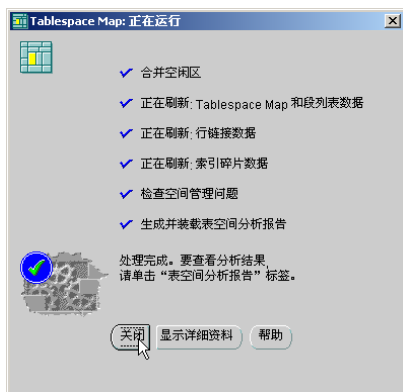 Tablespace Map: 正在运行
合并空闲区
正在刷新: Tablespace Map 和段列表数据
正在刷新: 行链接数据
正在刷新: 索引碎片数据
检查空间管理问题
生成并装载表空间分析报告
处理完成。要查看分析结果,
请单击“表空间分析报告”标签。
关闭 显示详细资料 帮助